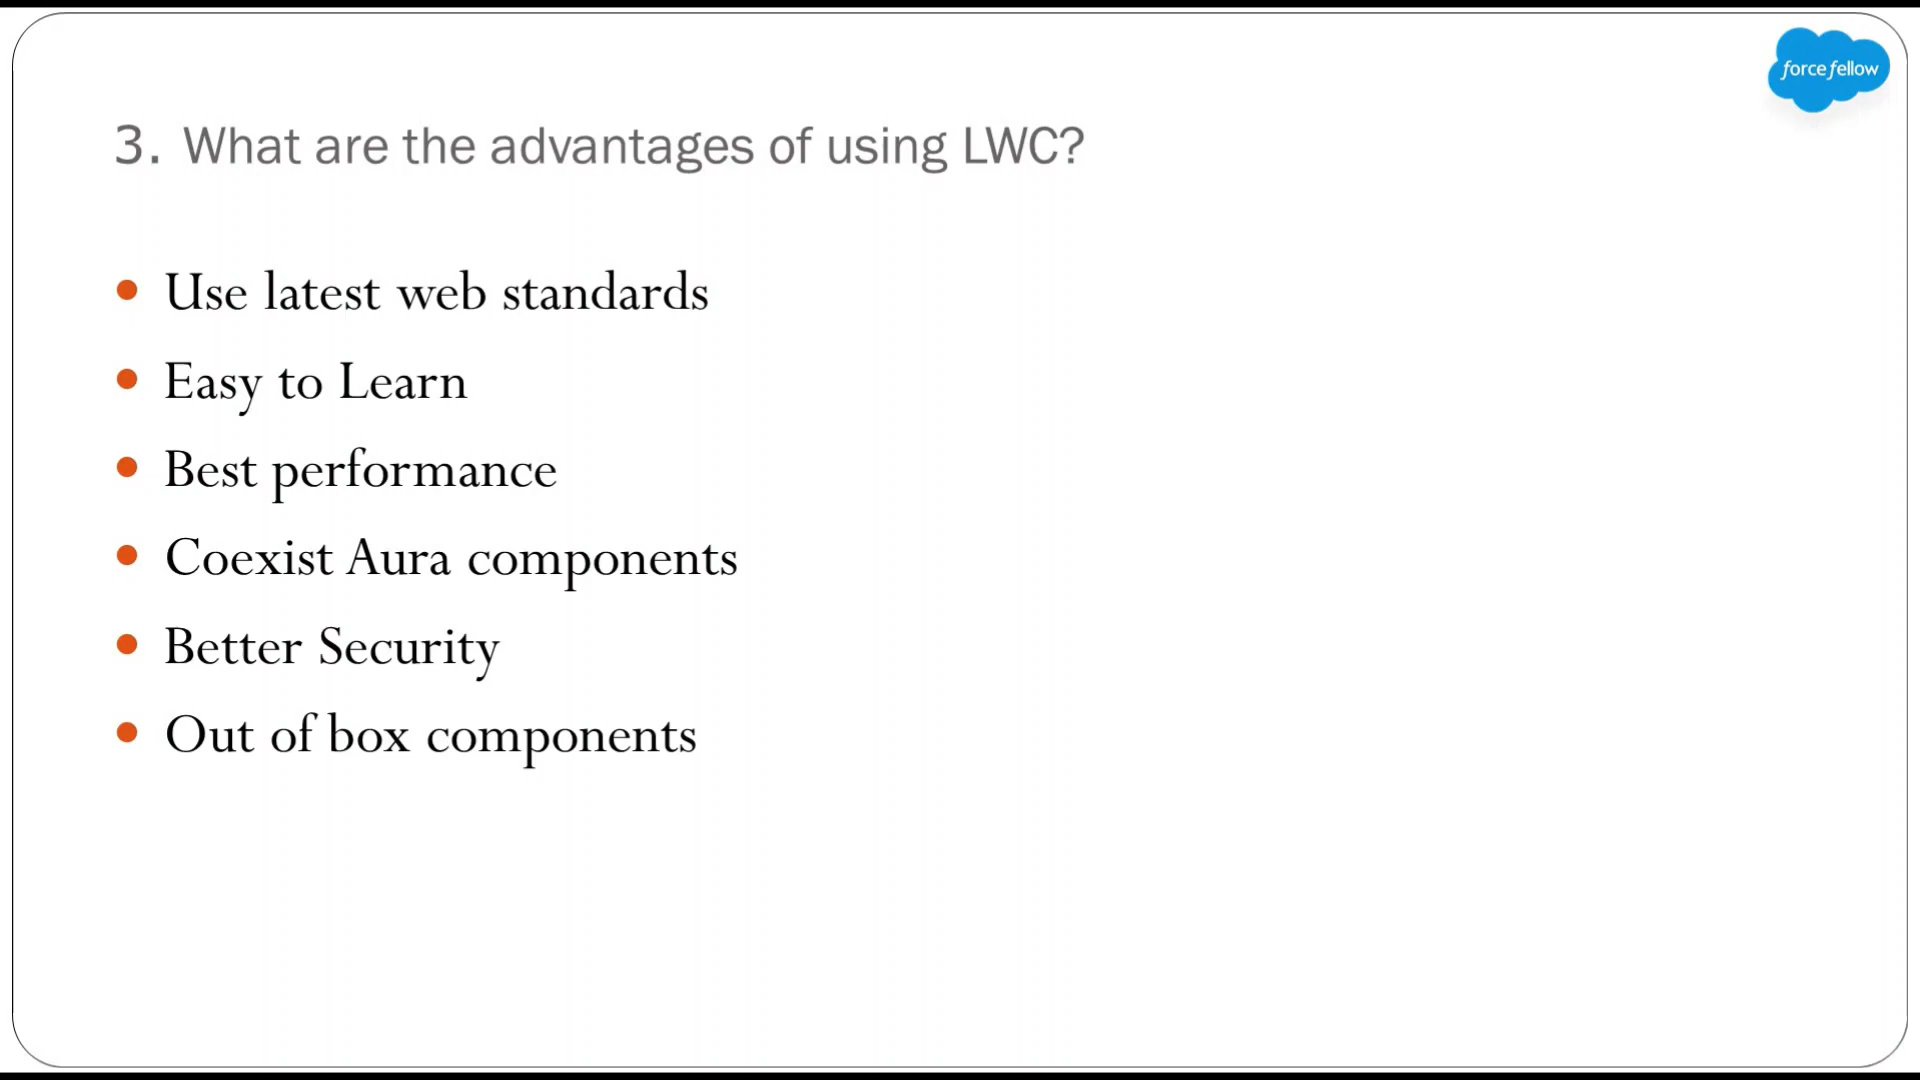 force fellow
3. What are the advantages of using LWC?
Use latest web standards
Easy to Learn
Best performance
Coexist Aura components
Better Security
Out of box components